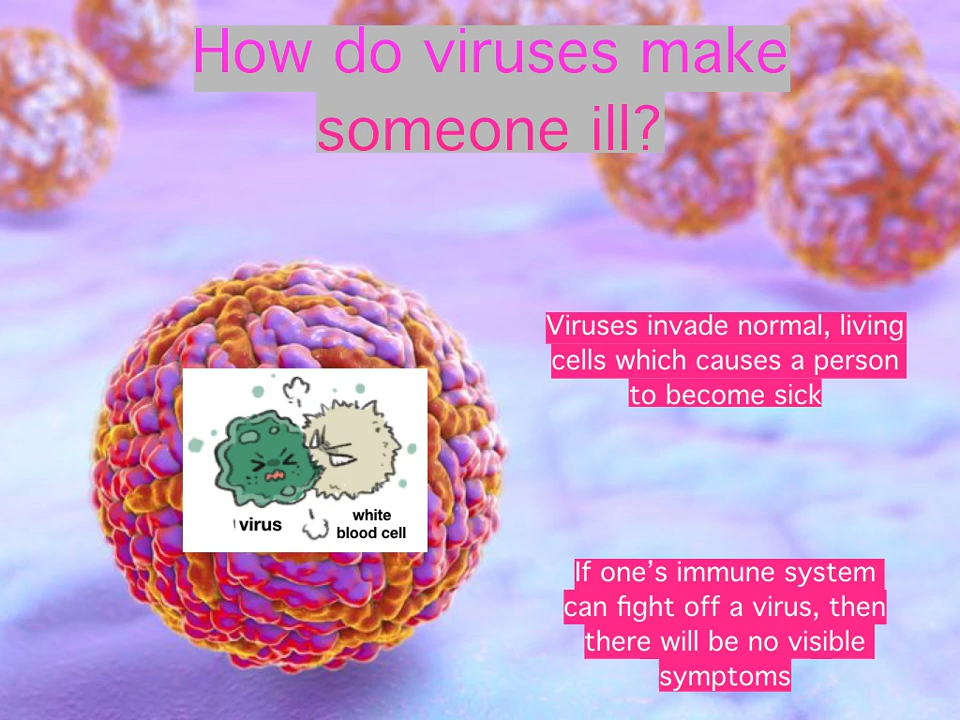 How do viruses make
someone ill?
Viruses invade normal, living
cells which causes a person
to become sick
virus
white
blood cell
If one’s immune system
can fight off a virus, then
there will be no visible
symptoms